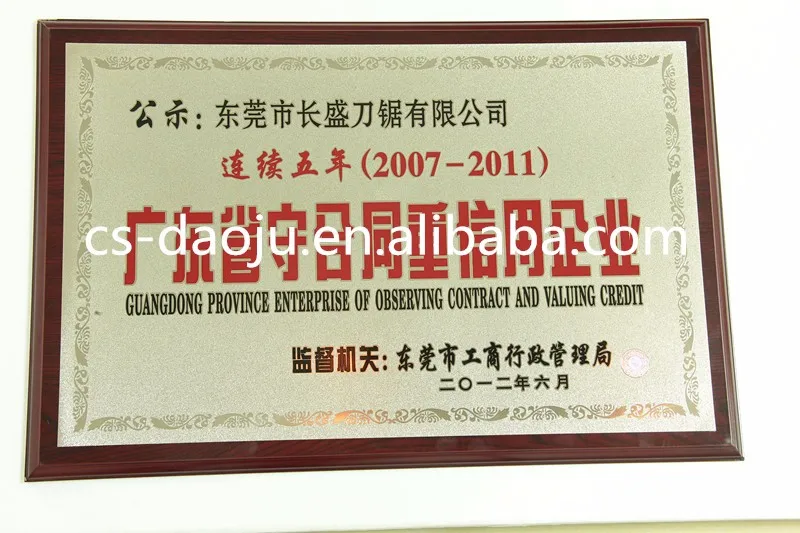 公示：东莞市长盛刀锯有限公司
连续五年(2007-2011)
广东省守合同重信用企业
cs-daoju.en.alibaba.com
GUANGDONG PROVINCE ENTERPRISE OF OBSERVING CONTRACT AND VALUING CREDIT
监督机关：东莞市工商行政管理局
二〇一二年六月